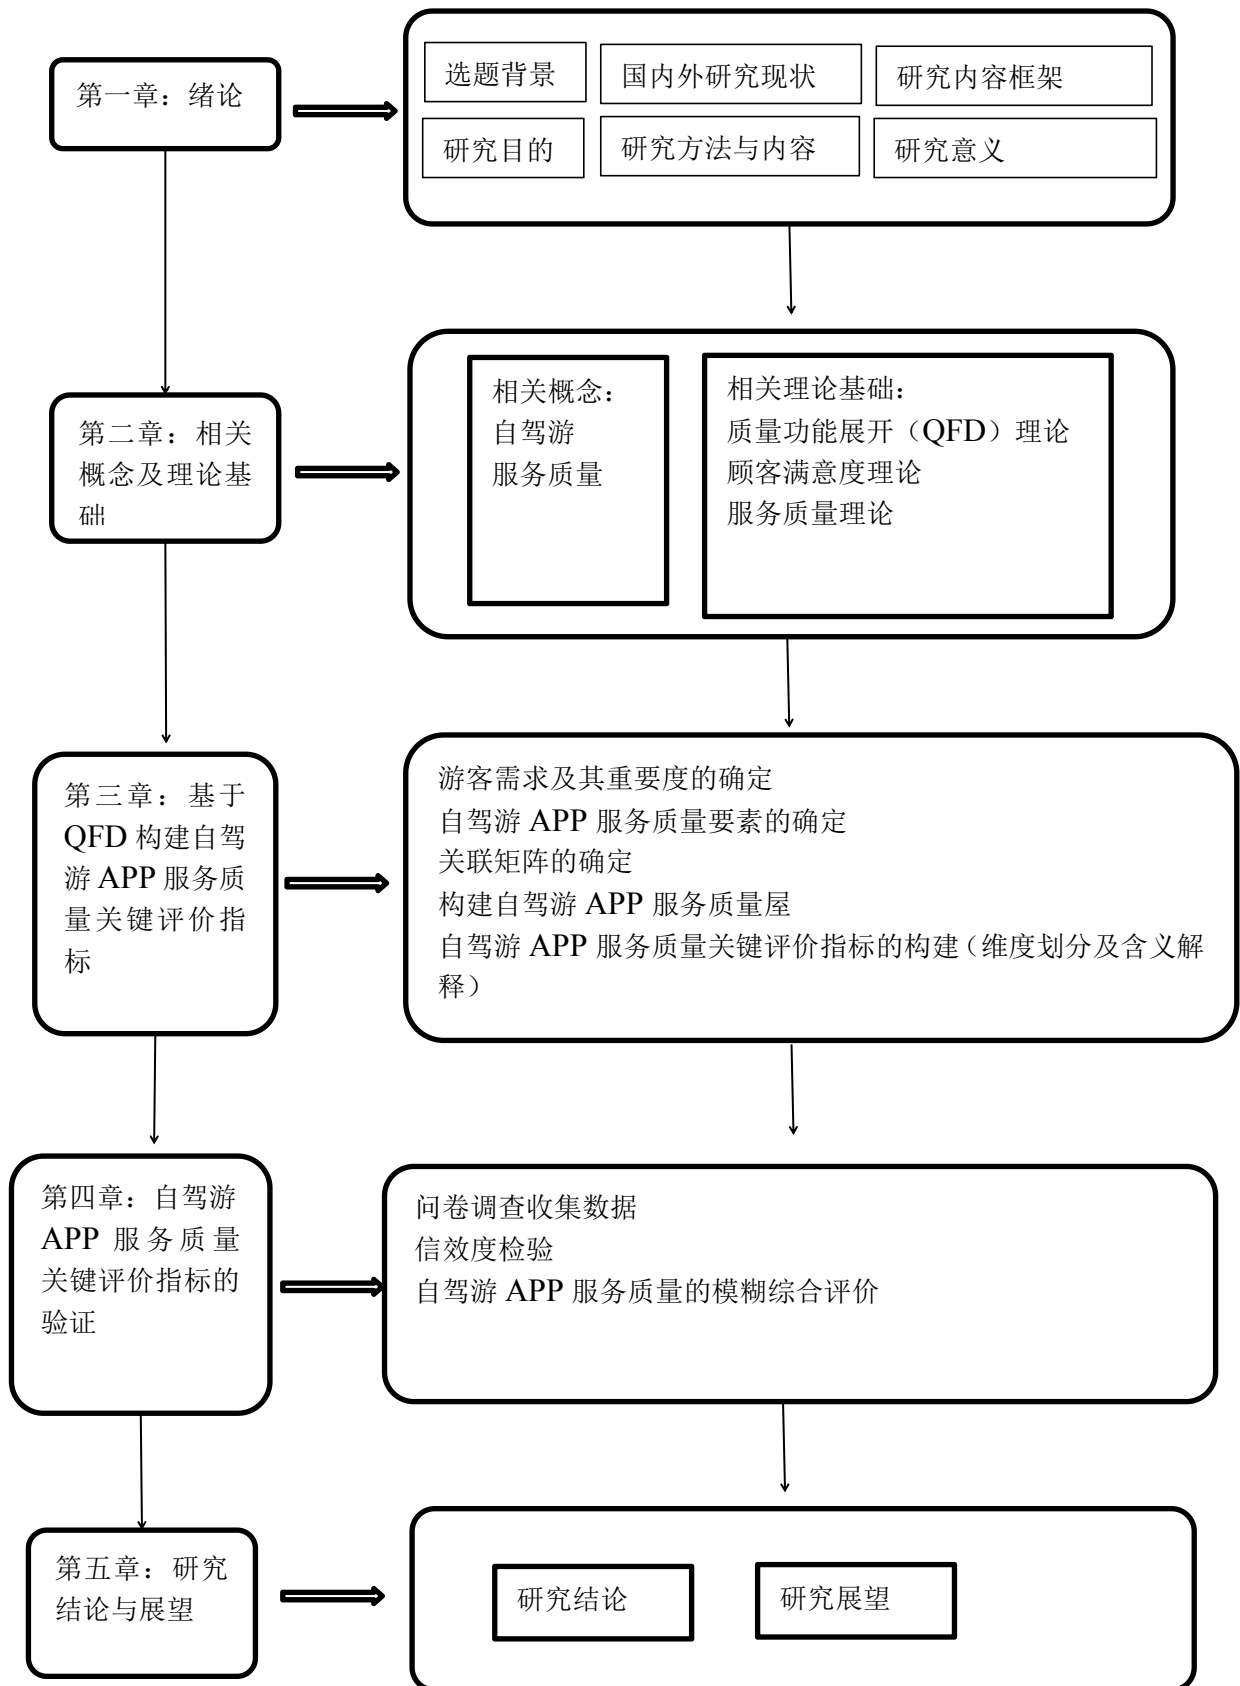 第一章：绪论
选题背景
国内外研究现状
研究内容框架
研究目的
研究方法与内容
研究意义
第二章：相关
概念及理论基
础
相关概念：
自驾游
服务质量
相关理论基础：
质量功能展开（QFD）理论
顾客满意度理论
服务质量理论
第三章：基于
QFD 构建自驾
游 APP 服务质
量关键评价指
标
游客需求及其重要度的确定
自驾游 APP 服务质量要素的确定
关联矩阵的确定
构建自驾游 APP 服务质量屋
自驾游 APP 服务质量关键评价指标的构建（维度划分及含义解
释）
第四章：自驾游
APP 服务质量
关键评价指标的
验证
问卷调查收集数据
信效度检验
自驾游 APP 服务质量的模糊综合评价
第五章：研究
结论与展望
研究结论
研究展望